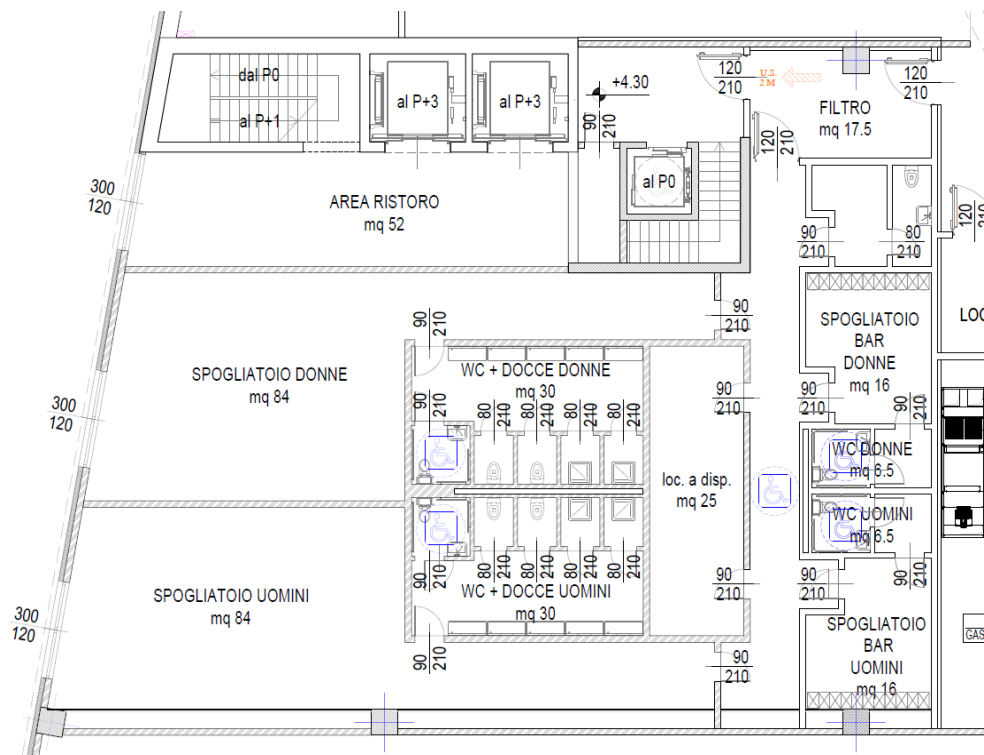 dal P0
al P+1
al P+3
al P+3
+4.30
90
210
120
210
U.S.
2 M
120
210
FILTRO
mq 17.5
120
210
300
120
AREA RISTORO
mq 52
al P0
90
210
80
210
120
210
90
210
SPOGLIATOIO
BAR
DONNE
mq 16
LOC
90
210
SPOGLIATOIO DONNE
mq 84
WC + DOCCE DONNE
mq 30
90
210
90
210
90
210
300
120
90
210
80
210
80
210
80
210
80
210
WC DONNE
mq 6.5
loc. a disp.
mq 25
WC UOMINI
mq 6.5
80
210
80
210
80
210
80
210
90
210
90
210
90
210
90
210
SPOGLIATOIO UOMINI
mq 84
WC + DOCCE UOMINI
mq 30
300
120
SPOGLIATOIO
BAR
UOMINI
mq 16
GAS
90
210
90
210